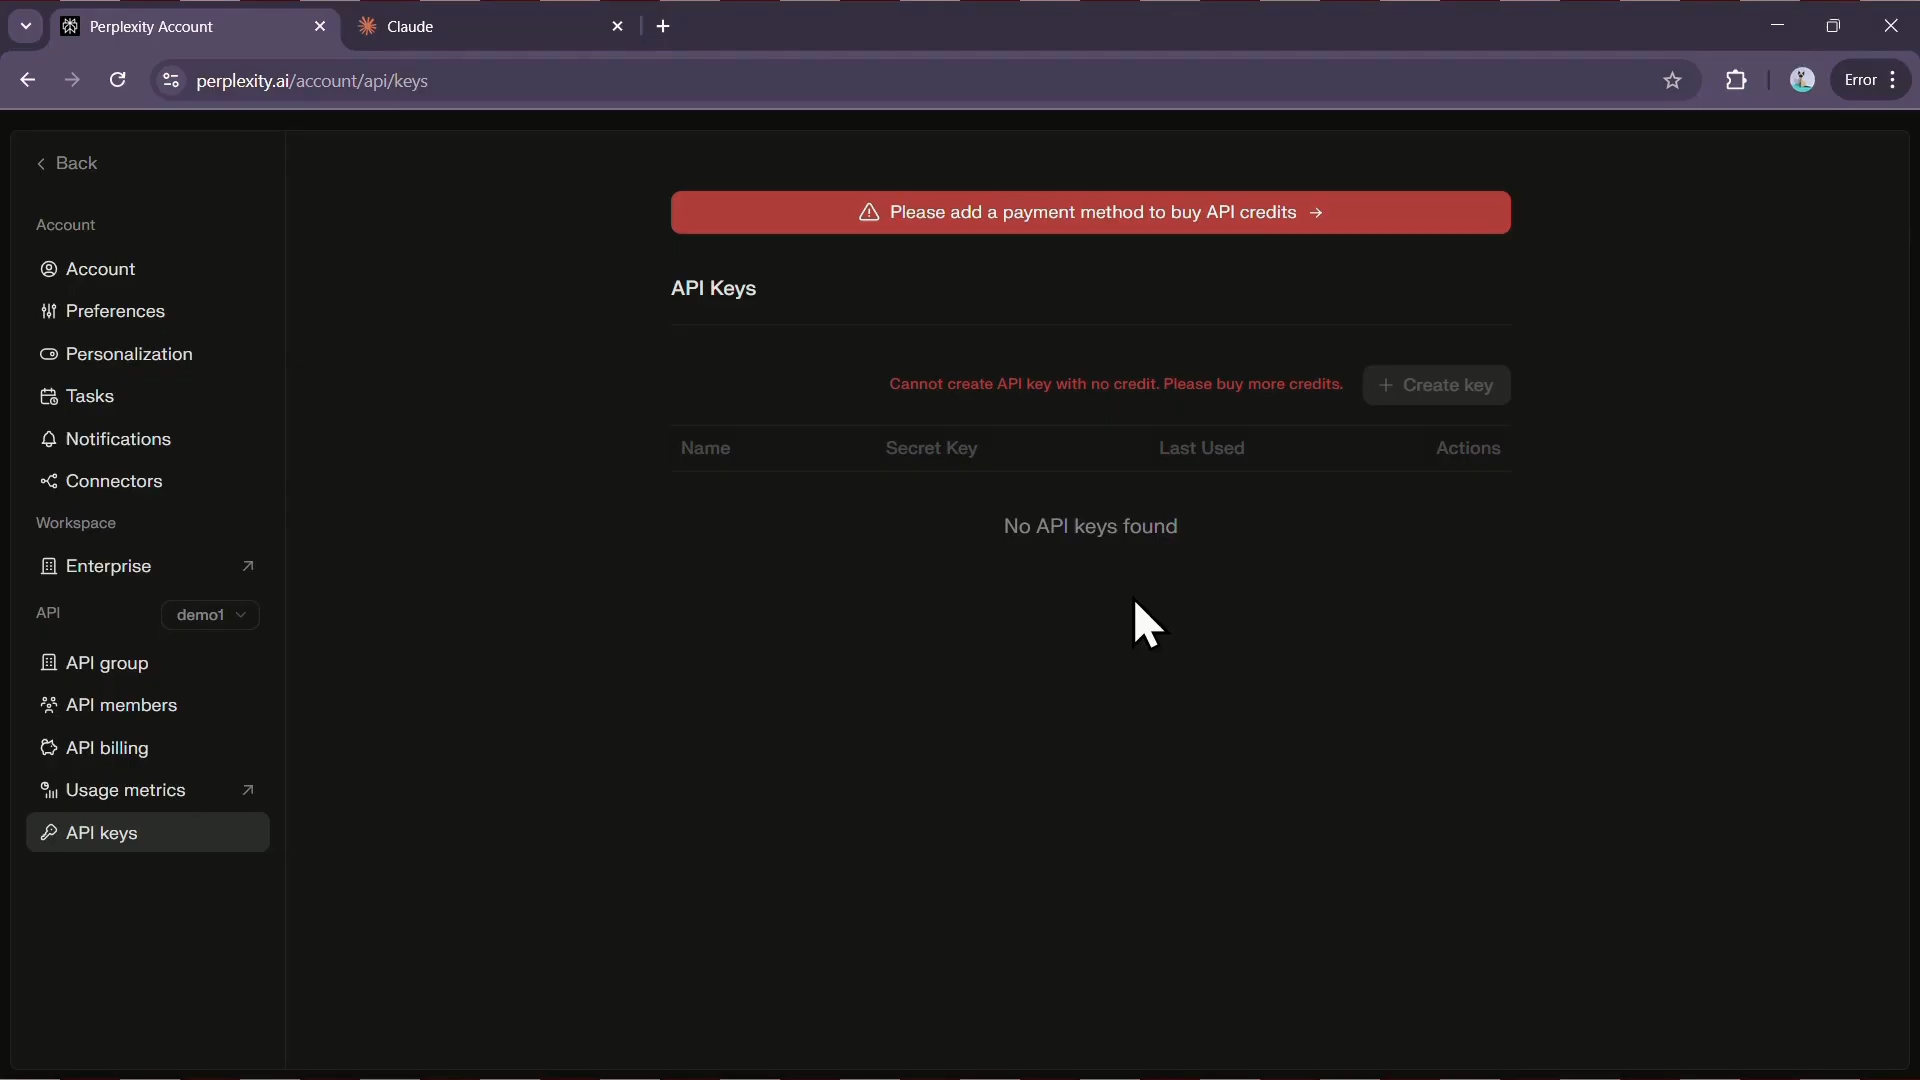 Perplexity Account
Claude
perplexity.ai/account/api/keys
Error
Back
Account
Account
Preferences
Personalization
Tasks
Notifications
Connectors
Workspace
Enterprise
API
demo1
API group
API members
API billing
Usage metrics
API keys
Please add a payment method to buy API credits →
API Keys
Cannot create API key with no credit. Please buy more credits.
+ Create key
Name Secret Key Last Used Actions
No API keys found